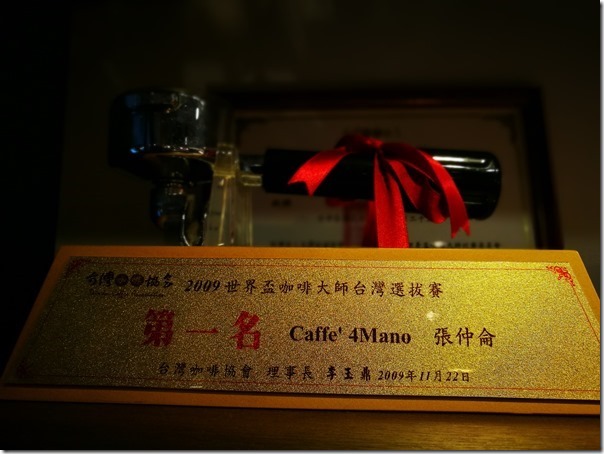 台灣咖啡協會 2009世界盃咖啡大師台灣選拔賽
第一名 Caffe' 4Mano 張仲侖
台灣咖啡協會 理事長 李玉鼎 2009年11月22日